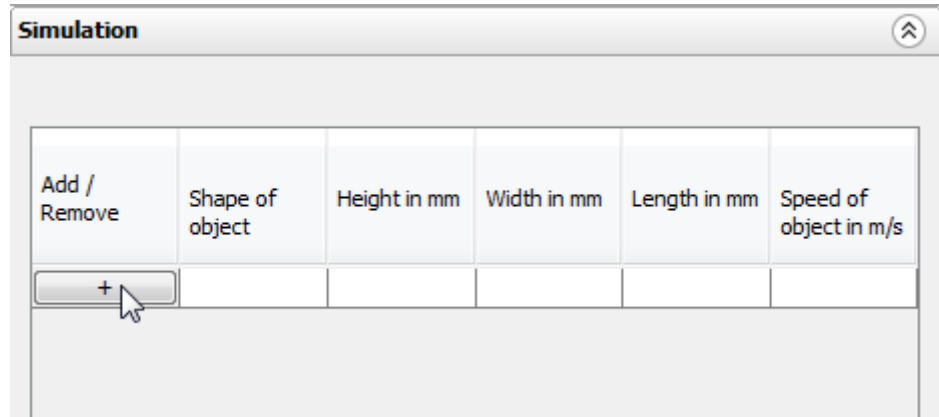 Simulation
Add /
Remove
Shape of
object
Height in mm
Width in mm
Length in mm
Speed of
object in m/s
+